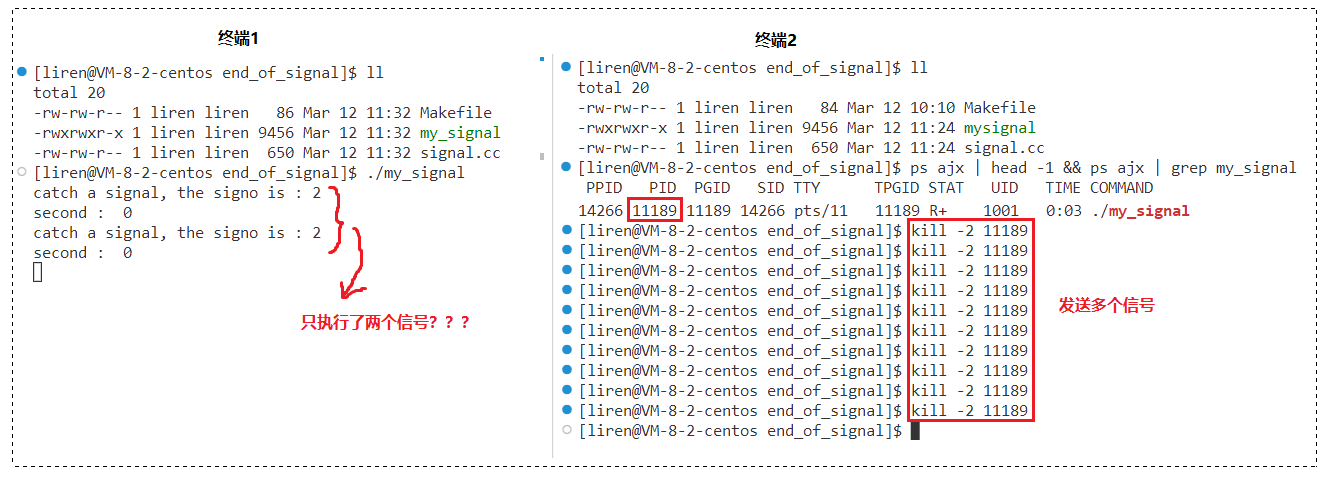 终端1
[liren@VM-8-2-centos end_of_signal]$ ll
total 20
-rw-rw-r-- 1 liren liren   86 Mar 12 11:32 Makefile
-rwxrwxr-x 1 liren liren 9456 Mar 12 11:32 my_signal
-rw-rw-r-- 1 liren liren  650 Mar 12 11:32 signal.cc
[liren@VM-8-2-centos end_of_signal]$ ./my_signal
catch a signal, the signo is : 2
second :  0
catch a signal, the signo is : 2
second :  0
只执行了两个信号？？？
终端2
[liren@VM-8-2-centos end_of_signal]$ ll
total 20
-rw-rw-r-- 1 liren liren   84 Mar 12 10:10 Makefile
-rwxrwxr-x 1 liren liren 9456 Mar 12 11:24 mysignal
-rw-rw-r-- 1 liren liren  650 Mar 12 11:24 signal.cc
[liren@VM-8-2-centos end_of_signal]$ ps ajx | head -1 && ps ajx | grep my_signal
 PPID   PID  PGID   SID TTY      TPGID STAT   UID   TIME COMMAND
14266 11189 11189 14266 pts/11   11189 R+    1001   0:03 ./my_signal
[liren@VM-8-2-centos end_of_signal]$ kill -2 11189
[liren@VM-8-2-centos end_of_signal]$ kill -2 11189
[liren@VM-8-2-centos end_of_signal]$ kill -2 11189
[liren@VM-8-2-centos end_of_signal]$ kill -2 11189
[liren@VM-8-2-centos end_of_signal]$ kill -2 11189
[liren@VM-8-2-centos end_of_signal]$ kill -2 11189
[liren@VM-8-2-centos end_of_signal]$ kill -2 11189
[liren@VM-8-2-centos end_of_signal]$ kill -2 11189
[liren@VM-8-2-centos end_of_signal]$ kill -2 11189
[liren@VM-8-2-centos end_of_signal]$ kill -2 11189
[liren@VM-8-2-centos end_of_signal]$
发送多个信号